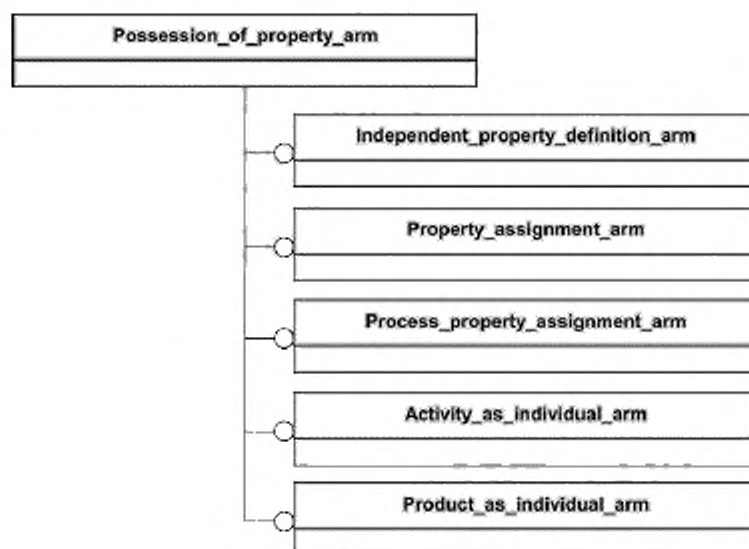 Possession_of_property_arm
Independent_property_definition_arm
Property_assignment_arm
Process_property_assignment_arm
Activity_as_individual_arm
Product_as_individual_arm